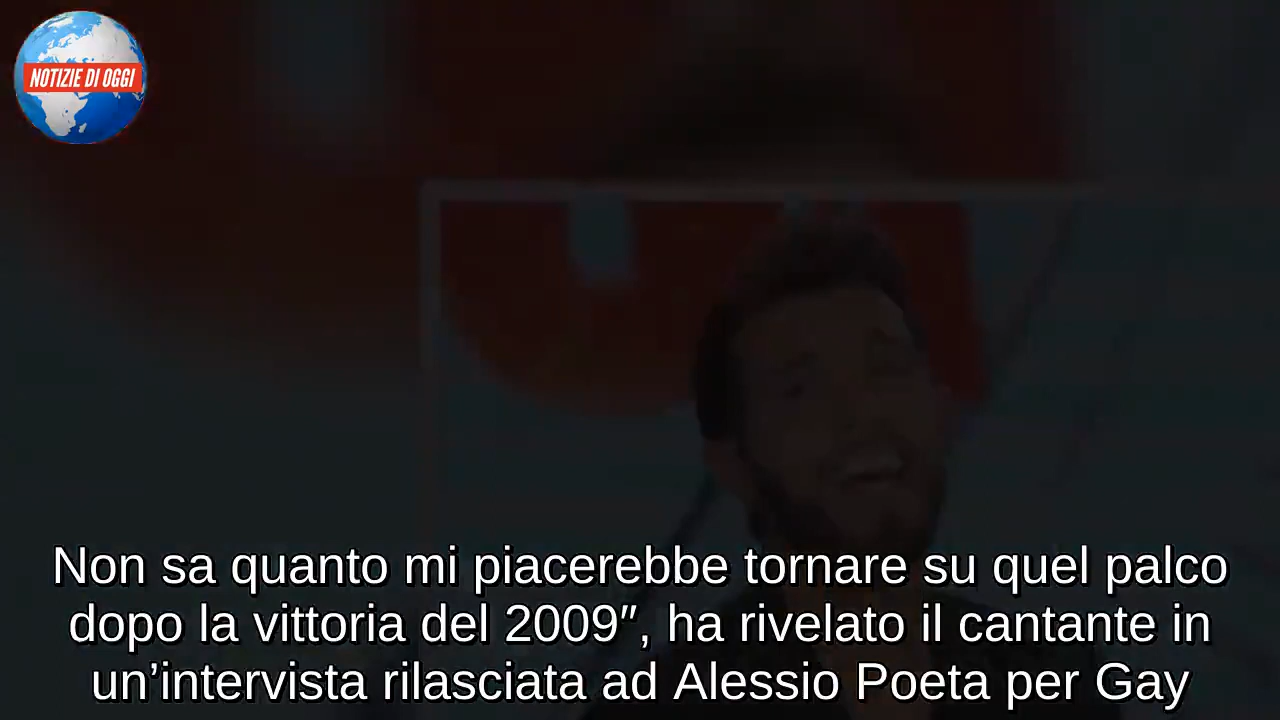 NOTIZIE DI OGGI
Non sa quanto mi piacerebbe tornare su quel palco
dopo la vittoria del 2009″, ha rivelato il cantante in
un’intervista rilasciata ad Alessio Poeta per Gay